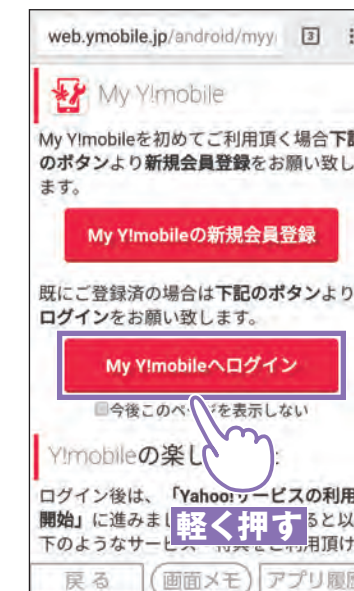 web.ymobile.jp/android/myy 3
My Y!mobile
My Y!mobileを初めてご利用頂く場合下記
のボタンより新規会員登録をお願い致し
ます。
My Y!mobileの新規会員登録
既にご登録済の場合は下記のボタンより
ログインをお願い致します。
My Y!mobileへログイン
今後このページを表示しない
Y!mobileの楽し
ログイン後は、「Yahoo!サービスの利用
開始」に進みまし ると以
軽く押す
下のようなサービス 特典をご利用頂け
戻る 画面メモ アプリ履歴